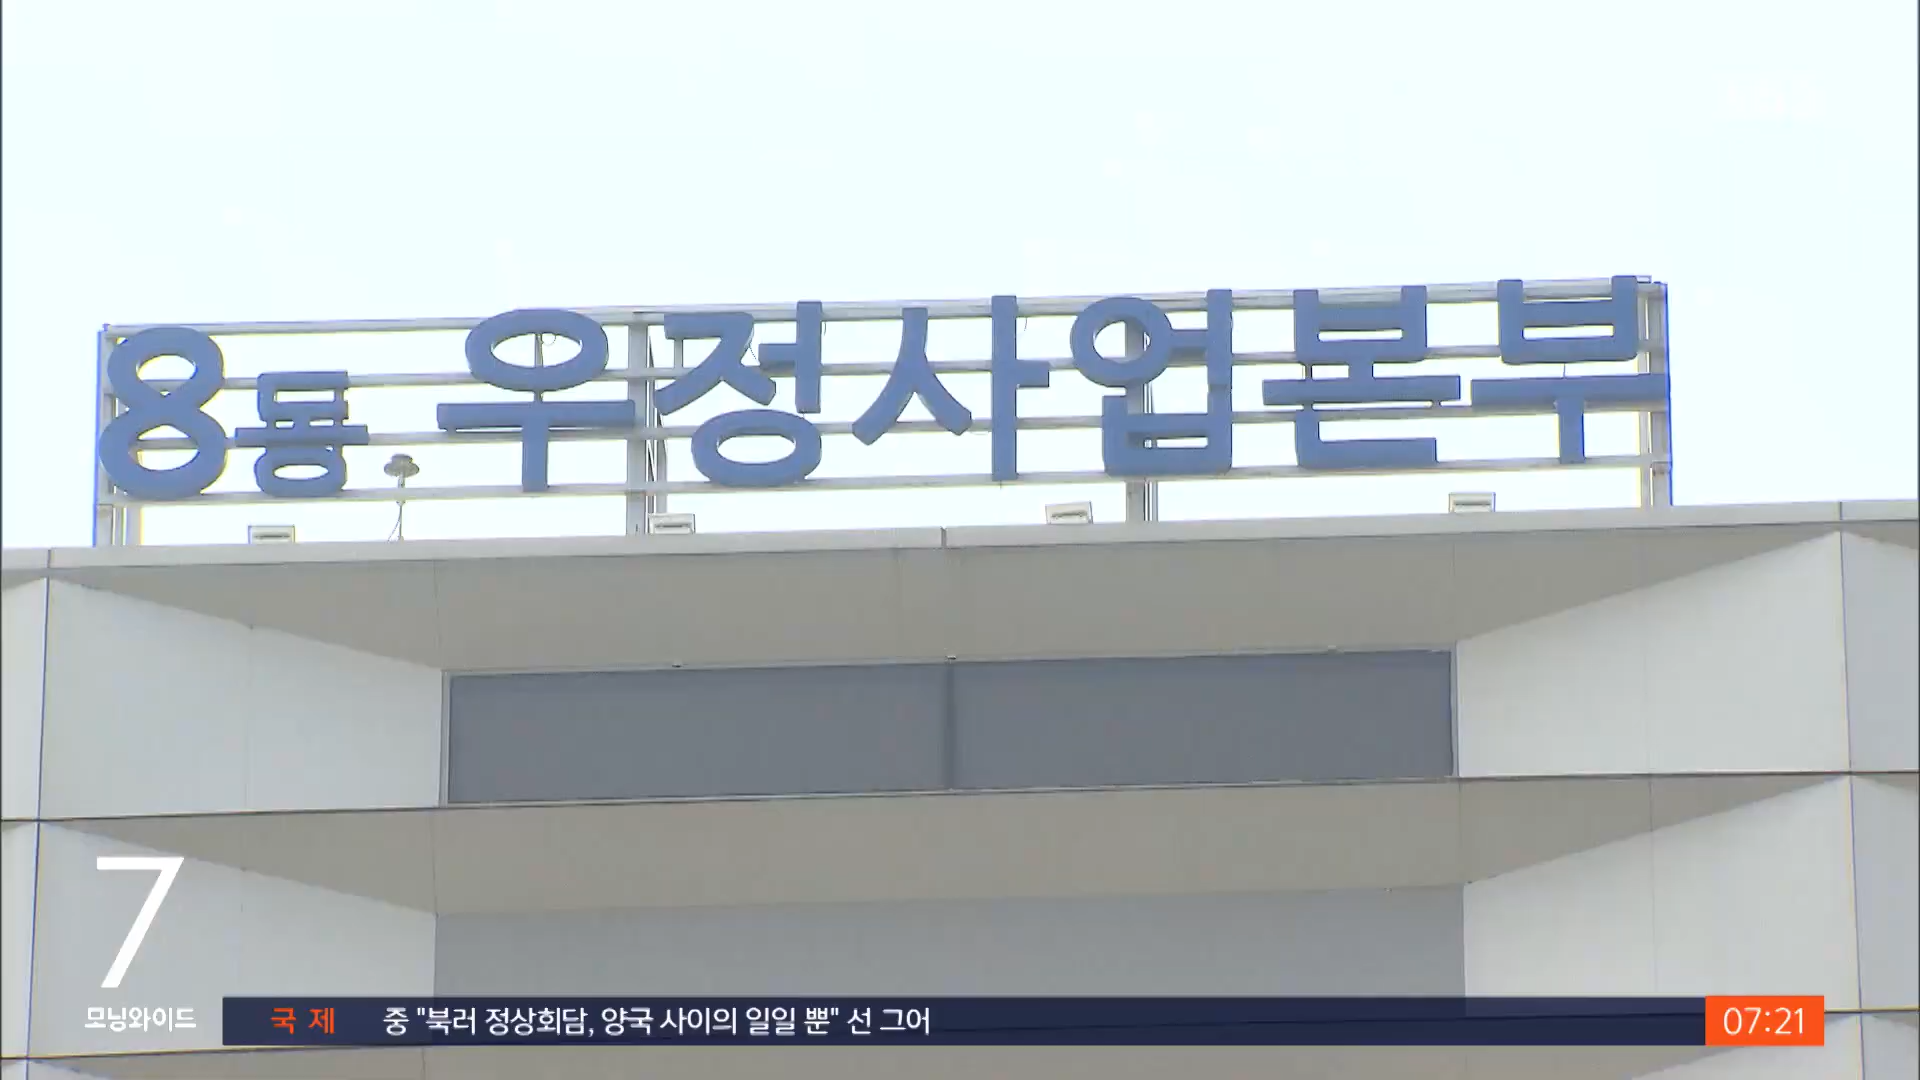 8동 우정사업본부
7
모닝와이드
국 제 중 "북러 정상회담, 양국 사이의 일일 뿐" 선 그어 07:21